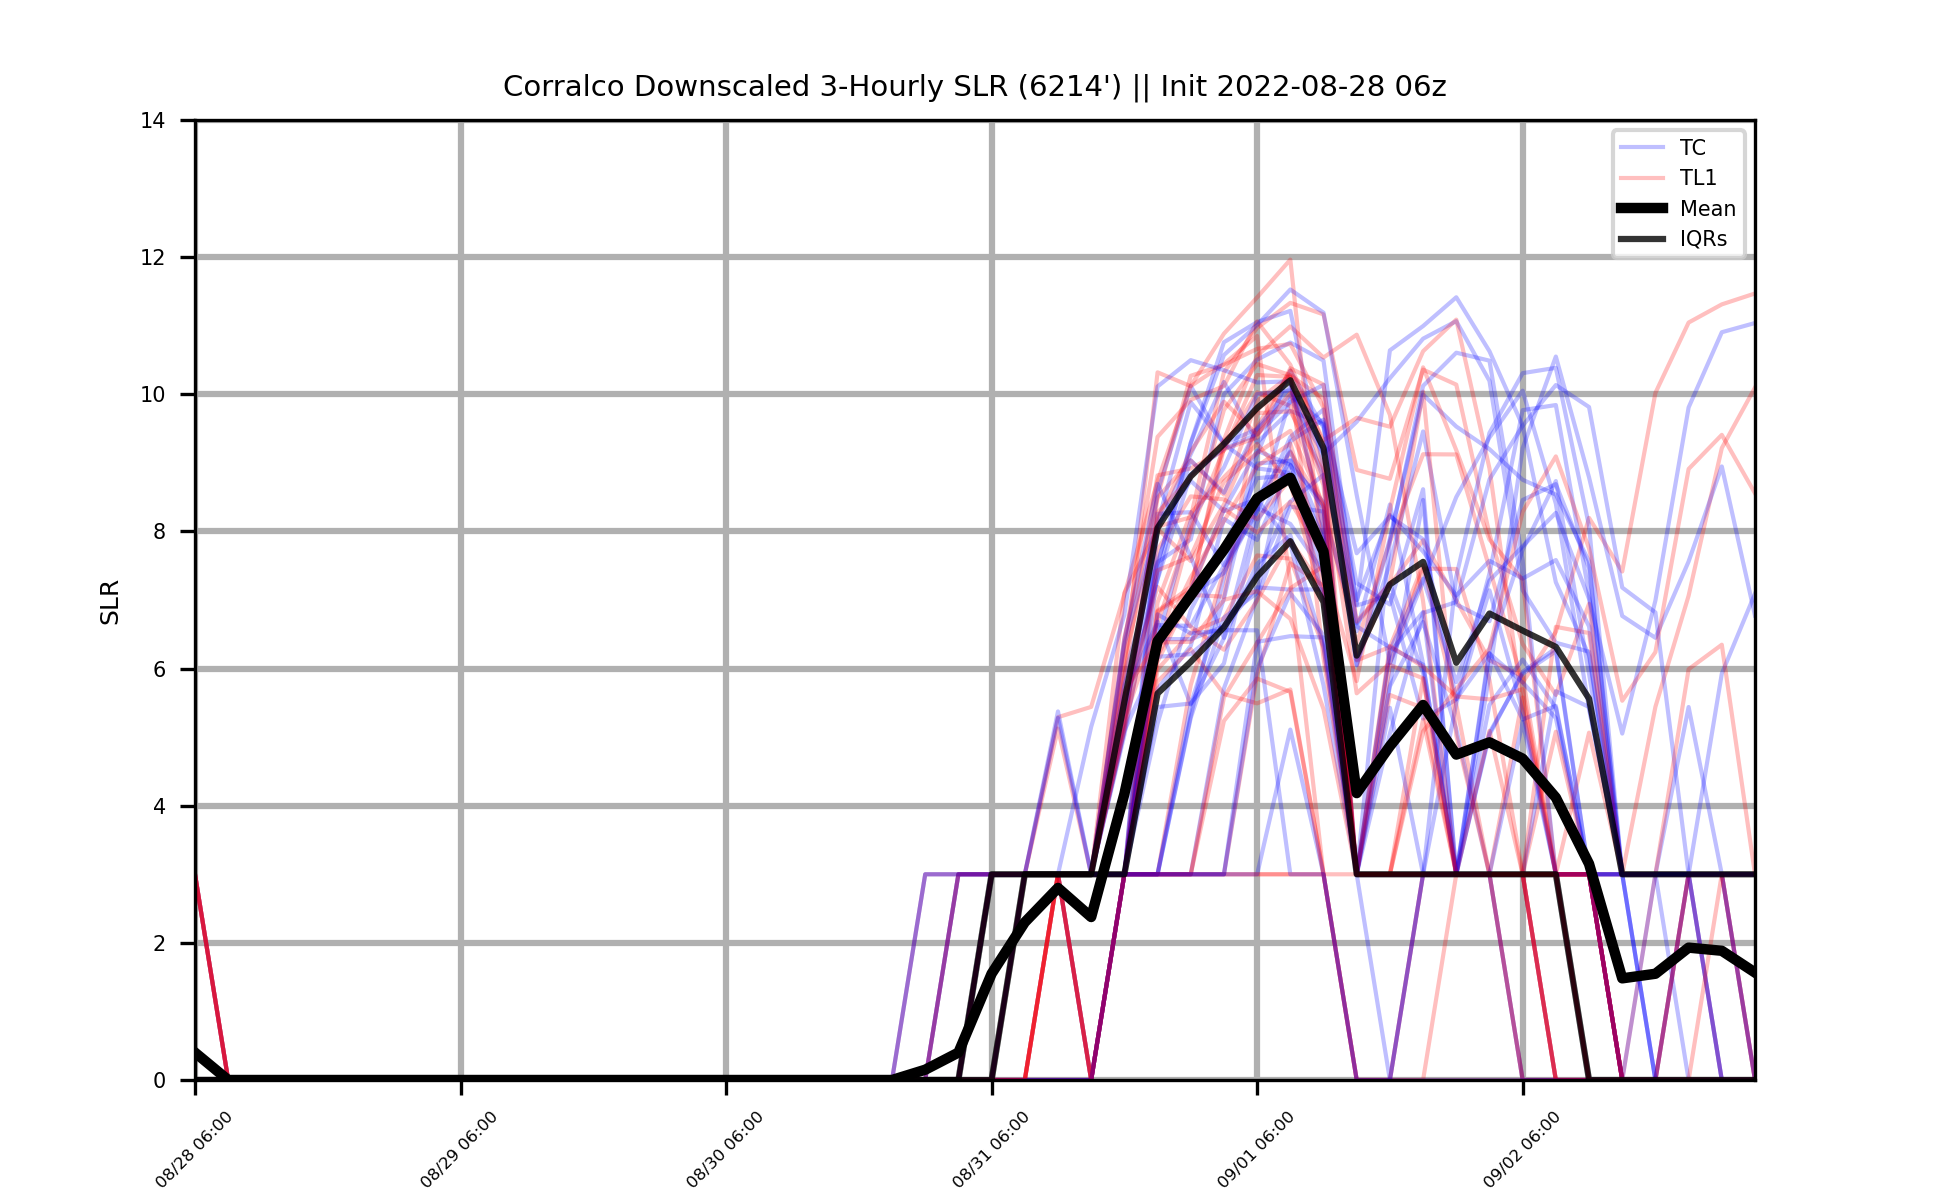 Corralco Downscaled 3-Hourly SLR (6214') || Init 2022-08-28 06z
14
12
10
8
6
4
2
0
SLR
TC
TL1
Mean
IQRs
08/28 06:00
08/29 06:00
08/30 06:00
08/31 06:00
09/01 06:00
09/02 06:00